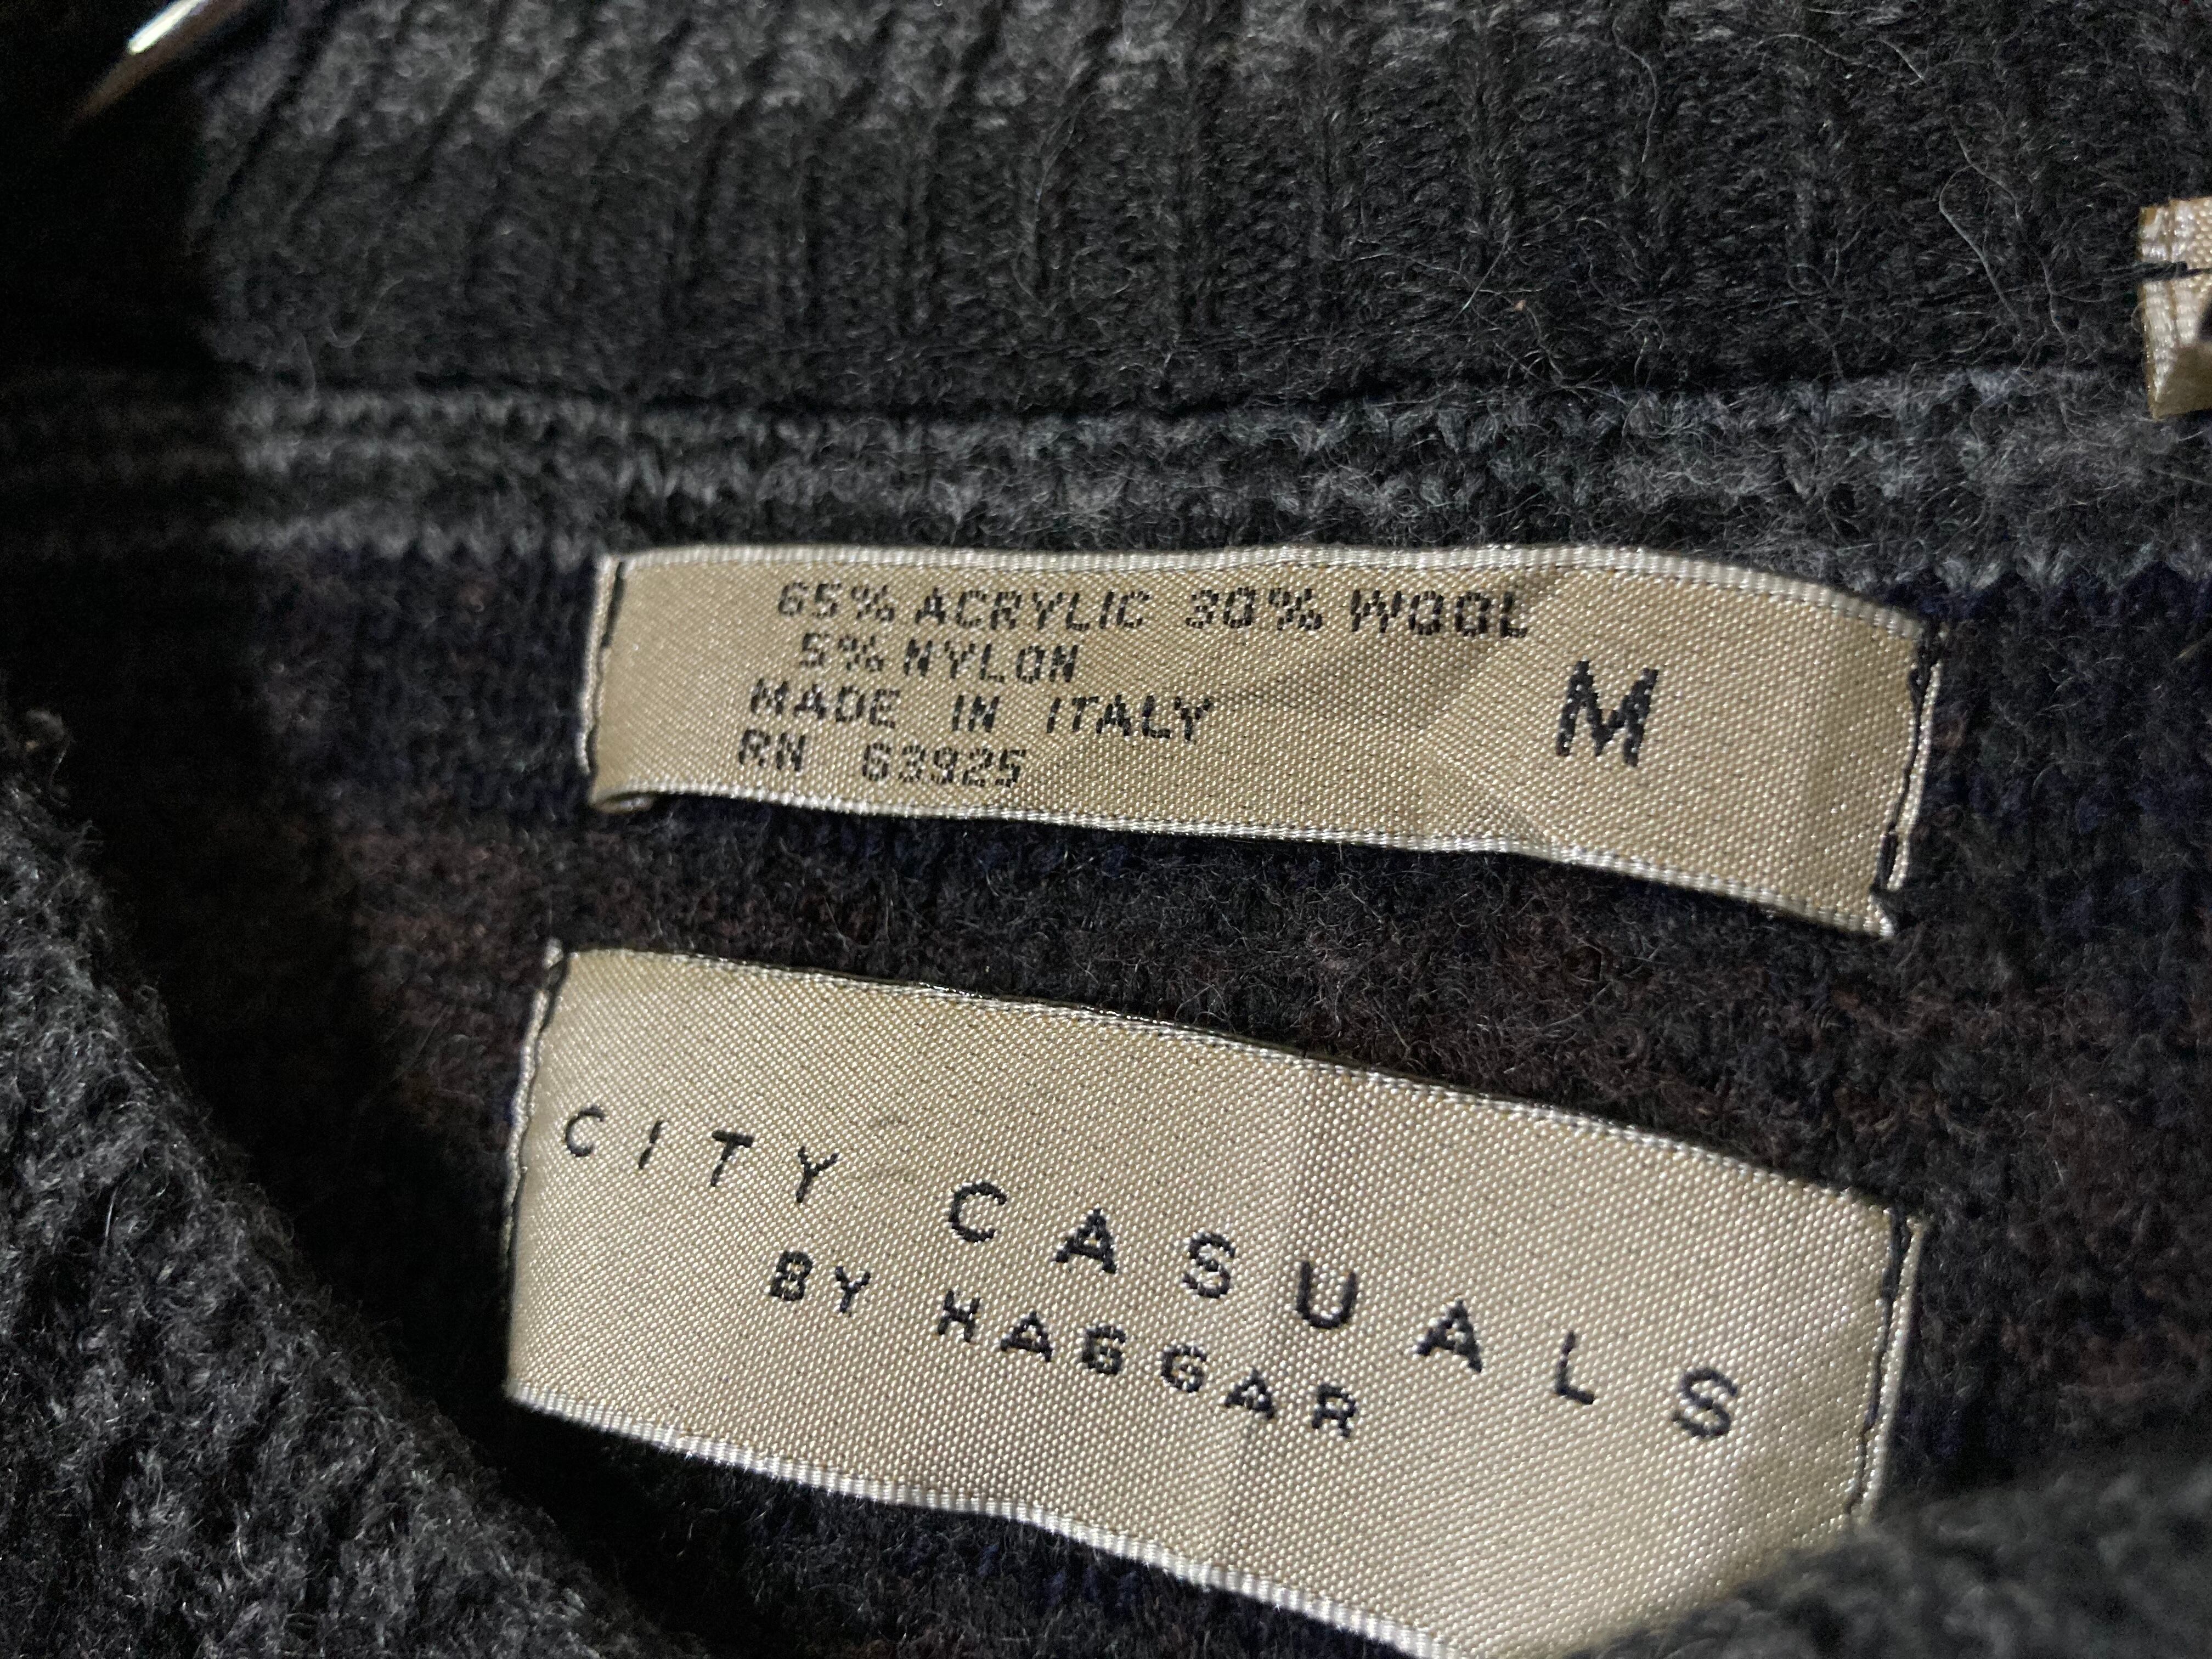 65% ACRYLIC 30% WOOL
5% NYLON
MADE IN ITALY
RN 63925
M
CITY CASUALS
BY HAGGAR